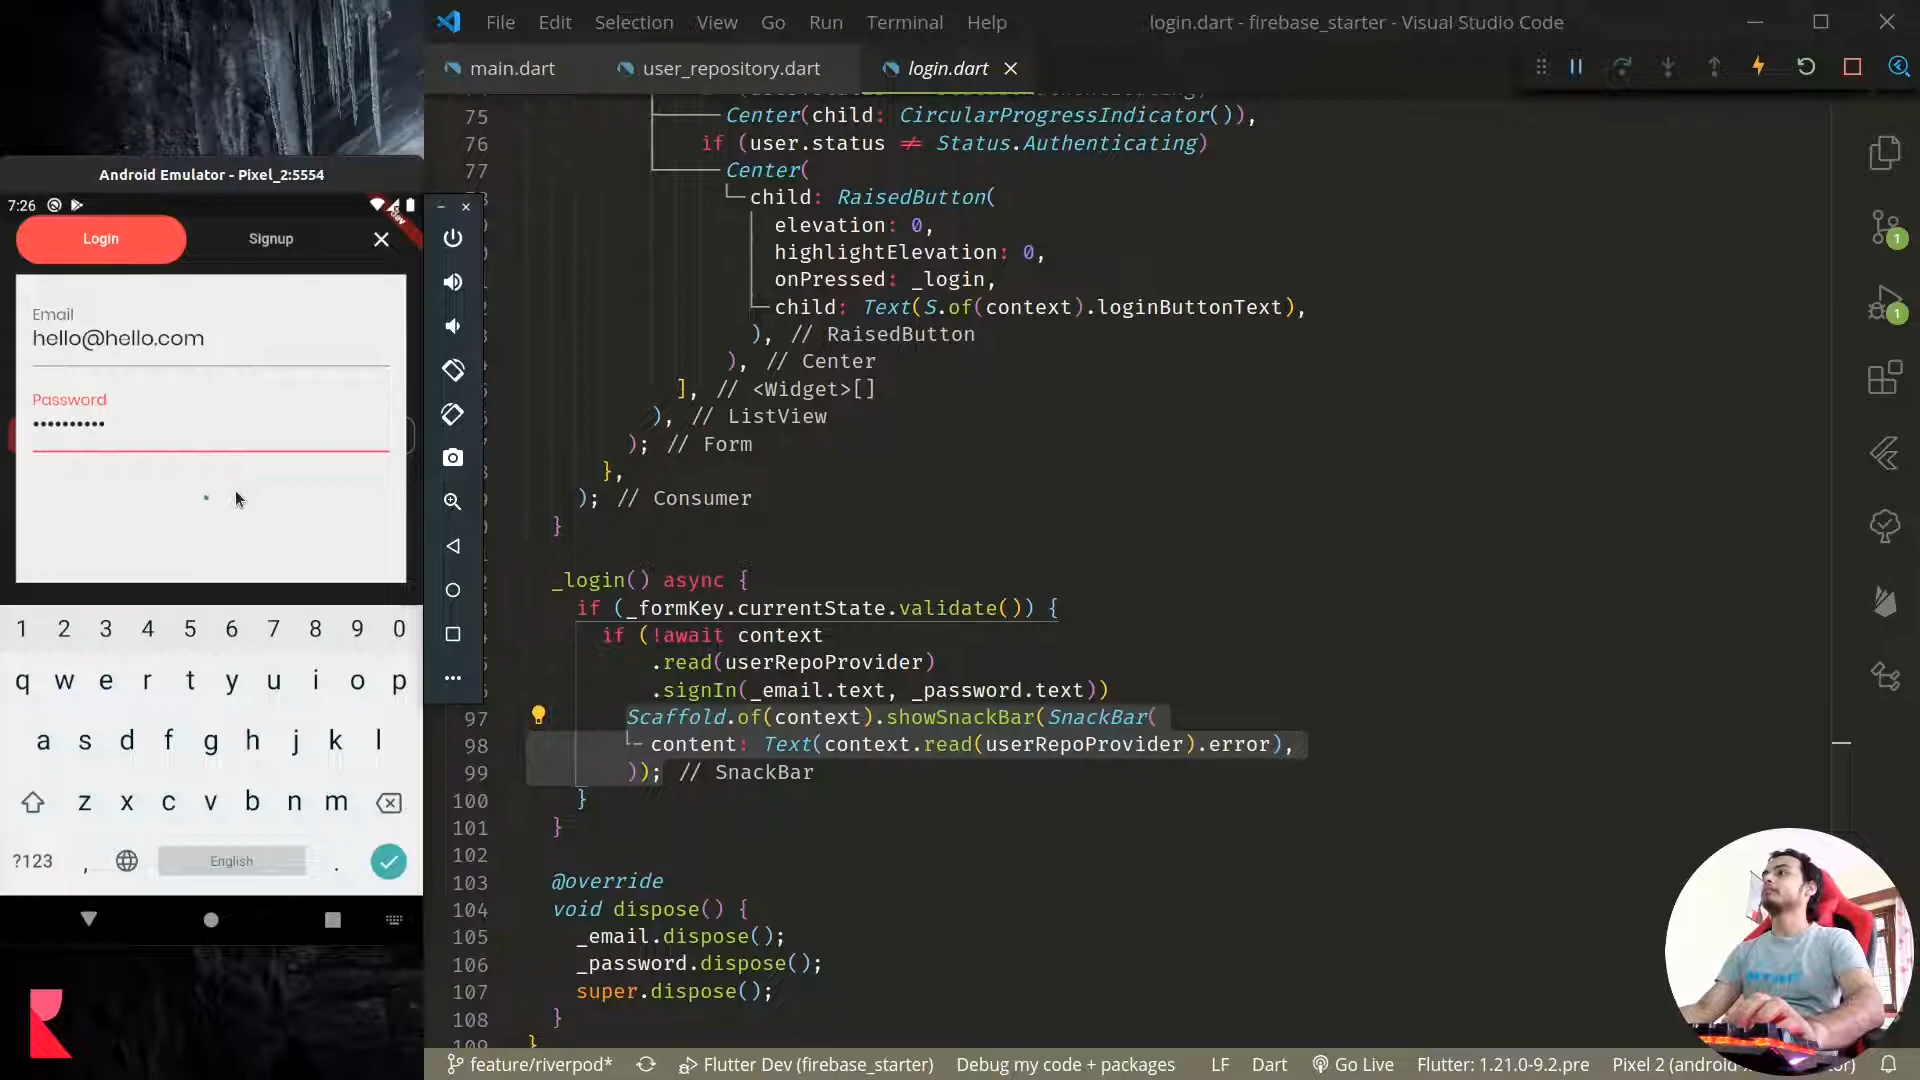 File Edit Selection View Go Run Terminal Help
login.dart - firebase_starter - Visual Studio Code
main.dart
user_repository.dart
login.dart
Android Emulator - Pixel_2:5554
7:26
dev
Login
Signup
Email
hello@hello.com
Password
1 2 3 4 5 6 7 8 9 0
q w e r t y u i o p
a s d f g h j k l
z x c v b n m
?123 , English .
75 Center(child: CircularProgressIndicator()),
76 if (user.status ≠ Status.Authenticating)
77 Center(
child: RaisedButton(
elevation: 0,
highlightElevation: 0,
onPressed: _login,
child: Text(S.of(context).loginButtonText),
), // RaisedButton
), // Center
], // <Widget>[]
), // ListView
); // Form
},
); // Consumer
}
_login() async {
if (_formKey.currentState.validate()) {
if (!await context
.read(userRepoProvider)
.signIn(_email.text, _password.text))
97 Scaffold.of(context).showSnackBar(SnackBar(
98 content: Text(context.read(userRepoProvider).error),
99 )); // SnackBar
100 }
101 }
102
103 @override
104 void dispose() {
105 _email.dispose();
106 _password.dispose();
107 super.dispose();
108 }
109 }
1
1
feature/riverpod* Flutter Dev (firebase_starter) Debug my code + packages LF Dart Go Live Flutter: 1.21.0-9.2.pre Pixel 2 (android